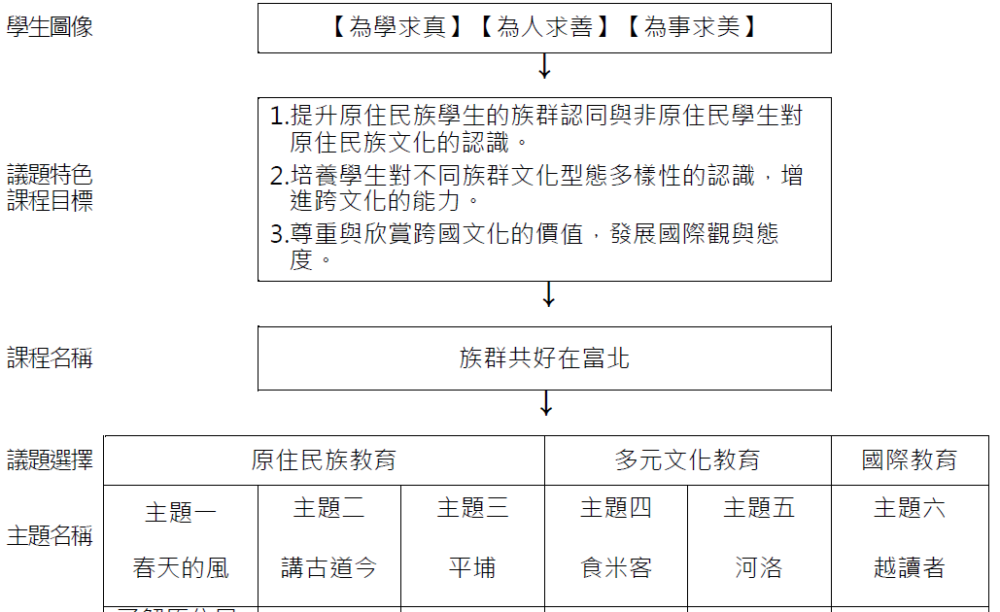 學生圖像
【為學求真】【為人求善】【為事求美】
議題特色
課程目標
1.提升原住民族學生的族群認同與非原住民學生對
原住民族文化的認識。
2.培養學生對不同族群文化型態多樣性的認識，增
進跨文化的能力。
3.尊重與欣賞跨國文化的價值，發展國際觀與態
度。
課程名稱
族群共好在富北
議題選擇
原住民族教育
多元文化教育
國際教育
主題名稱
主題一
春天的風
主題二
講古道今
主題三
平埔
主題四
食米客
主題五
河洛
主題六
越讀者